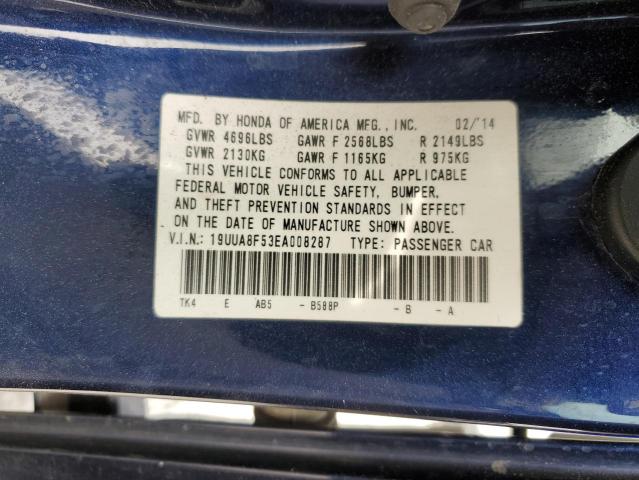 MFD. BY HONDA OF AMERICA MFG., INC. 02/'14
GVWR 4696LBS GAWR F 2568LBS R 2149LBS
GVWR 2130KG GAWR F 1165KG R 975KG
THIS VEHICLE CONFORMS TO ALL APPLICABLE
FEDERAL MOTOR VEHICLE SAFETY, BUMPER,
AND THEFT PREVENTION STANDARDS IN EFFECT
ON THE DATE OF MANUFACTURE SHOWN ABOVE.
V.I.N.: 19UUA8F53EA008287 TYPE: PASSENGER CAR
TK4 E AB5 - B588P - B - A